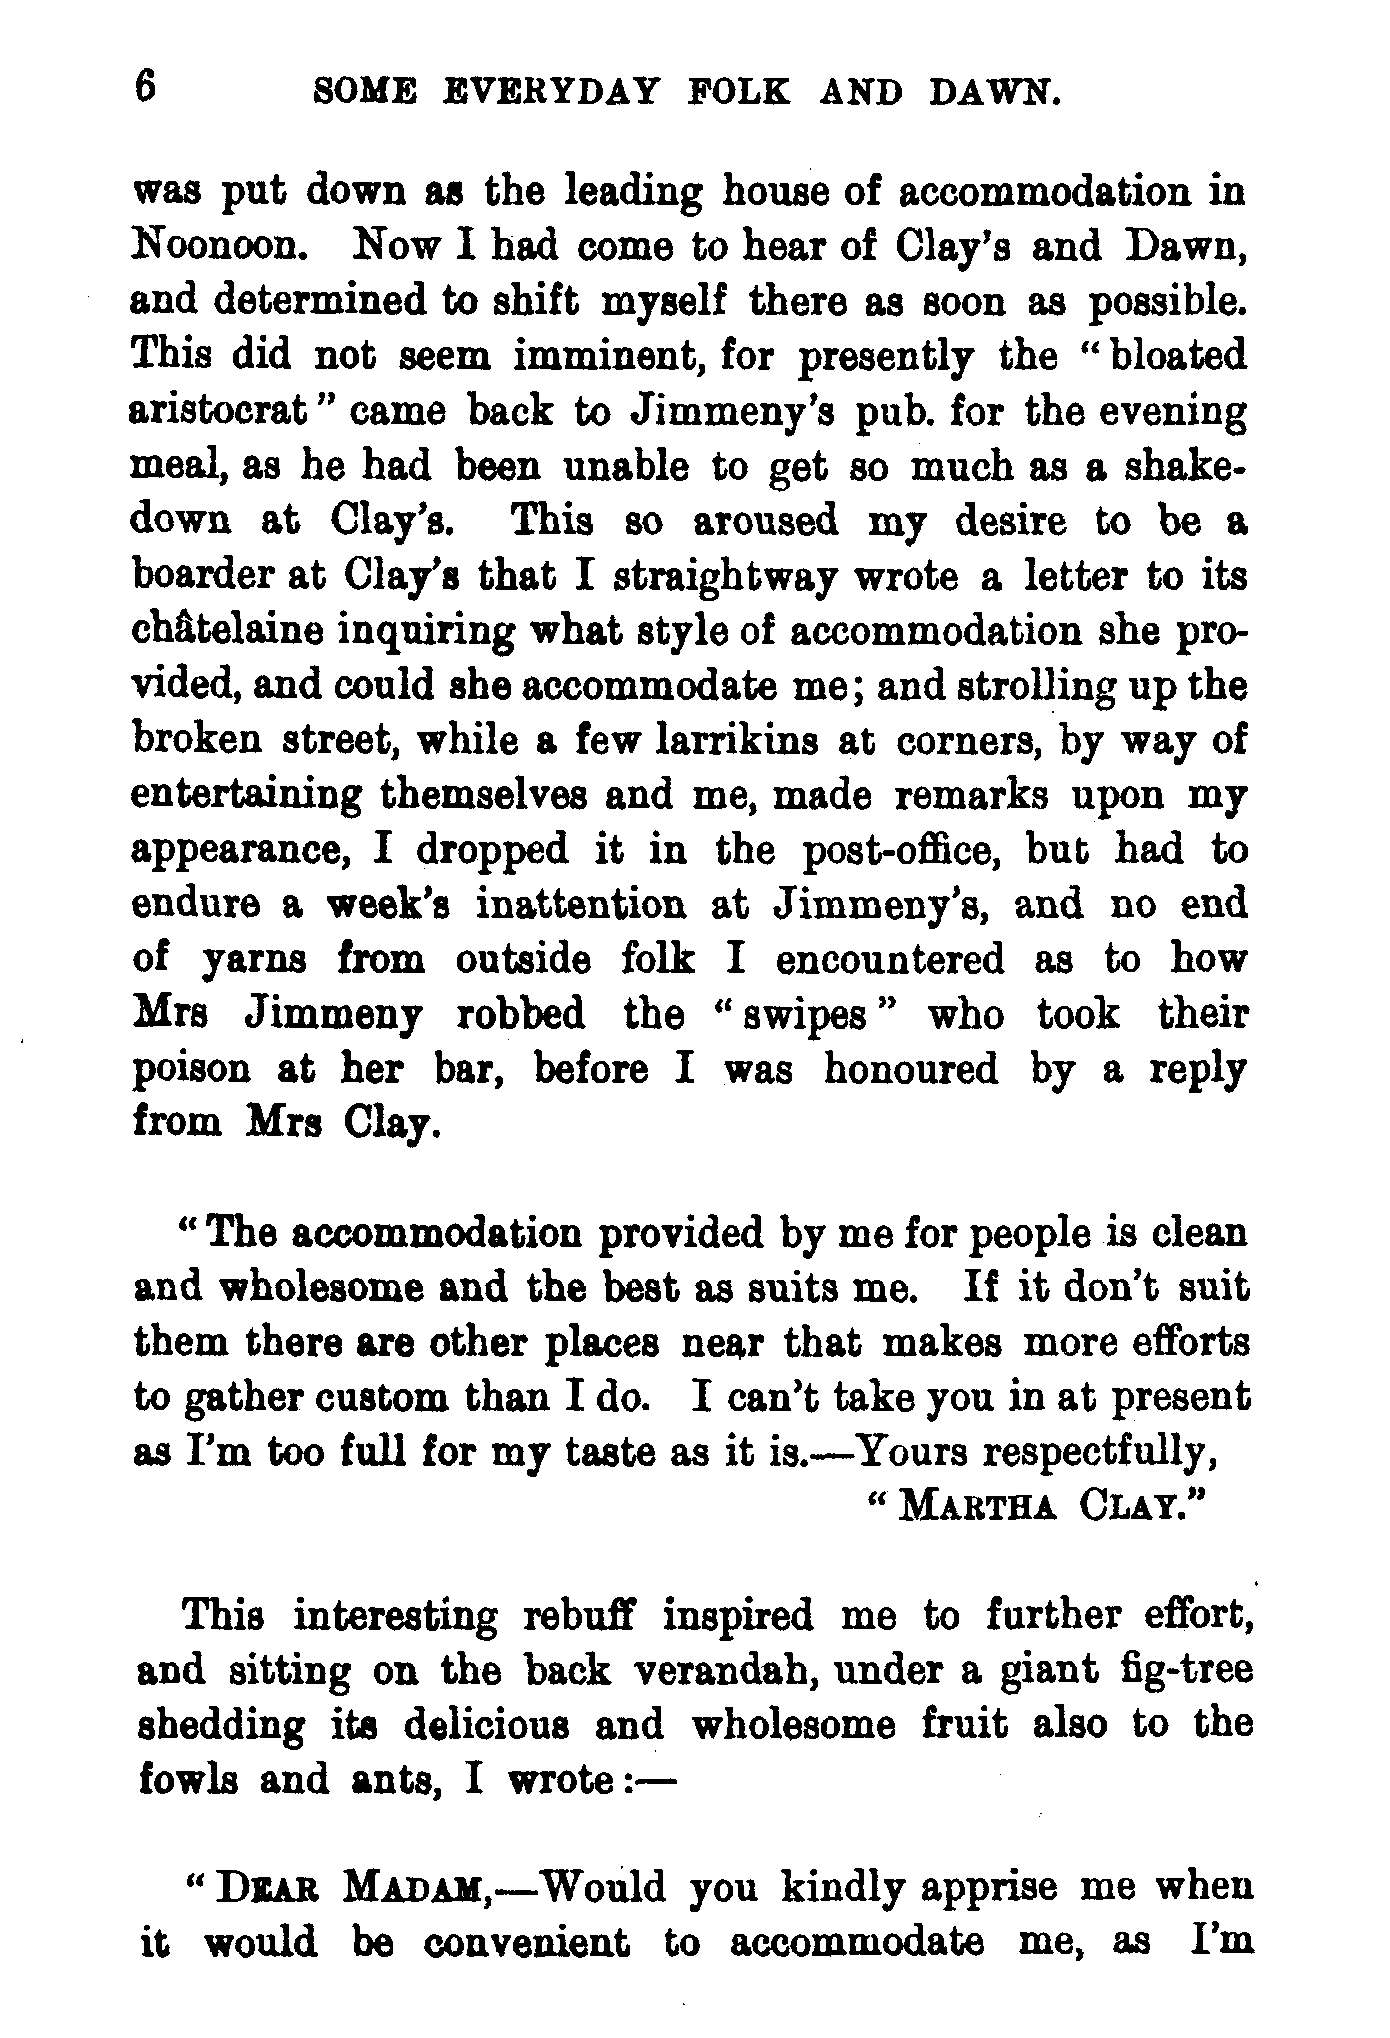 6 SOME EVERYDAY FOLK AND DAWN.
was put down as the leading house of accommodation in
Noonoon. Now I had come to hear of Clay's and Dawn,
and determined to shift myself there as soon as possible.
This did not seem imminent, for presently the "bloated
aristocrat" came back to Jimmeny's pub. for the evening
meal, as he had been unable to get so much as a shake-
down at Clay's. This so aroused my desire to be a
boarder at Clay's that I straightway wrote a letter to its
châtelaine inquiring what style of accommodation she pro-
vided, and could she accommodate me; and strolling up the
broken street, while a few larrikins at corners, by way of
entertaining themselves and me, made remarks upon my
appearance, I dropped it in the post-office, but had to
endure a week's inattention at Jimmeny's, and no end
of yarns from outside folk I encountered as to how
Mrs Jimmeny robbed the "swipes" who took their
poison at her bar, before I was honoured by a reply
from Mrs Clay.
"The accommodation provided by me for people is clean
and wholesome and the best as suits me. If it don't suit
them there are other places near that makes more efforts
to gather custom than I do. I can't take you in at present
as I'm too full for my taste as it is.—Yours respectfully,
"MARTHA CLAY."
This interesting rebuff inspired me to further effort,
and sitting on the back verandah, under a giant fig-tree
shedding its delicious and wholesome fruit also to the
fowls and ants, I wrote:—
"DEAR MADAM,—Would you kindly apprise me when
it would be convenient to accommodate me, as I'm